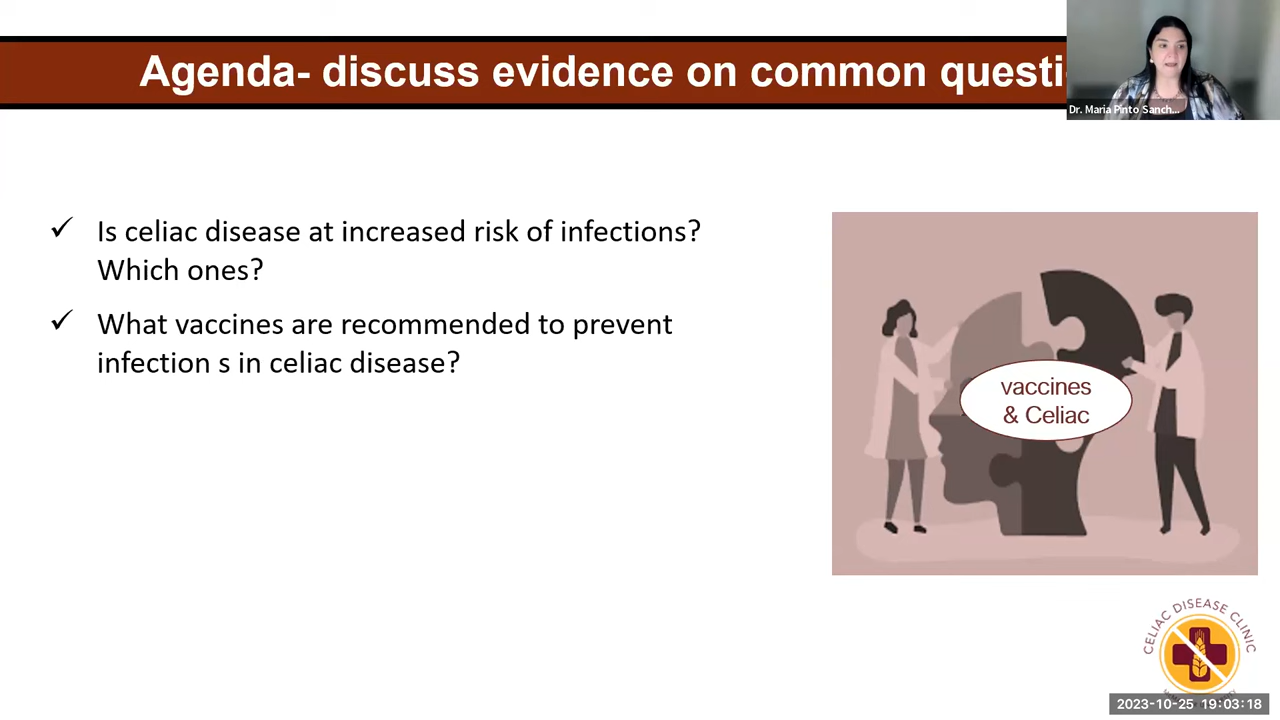 Agenda- discuss evidence on common questi
Dr. Maria Pinto Sanch...
✓ Is celiac disease at increased risk of infections?
Which ones?
✓ What vaccines are recommended to prevent
infection s in celiac disease?
vaccines
& Celiac
CELIAC DISEASE CLINIC
2023-10-25 19:03:18